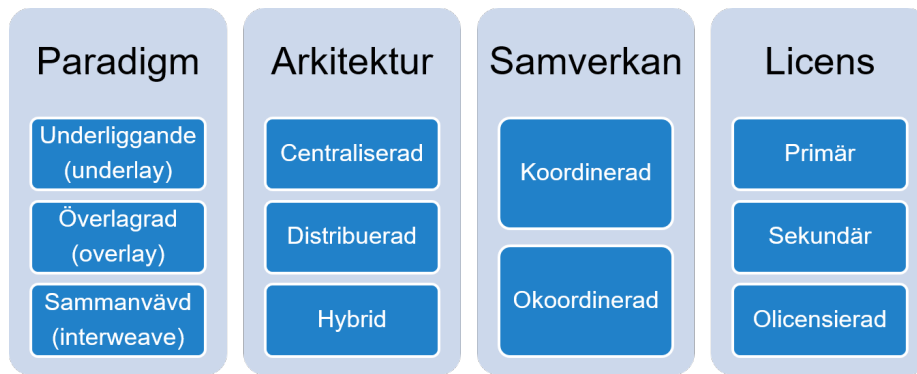 Paradigm
Underliggande
(underlay)
Överlagrad
(overlay)
Sammanvävd
(interweave)
Arkitektur
Centraliserad
Distribuerad
Hybrid
Samverkan
Koordinerad
Okoordinerad
Licens
Primär
Sekundär
Olicensierad